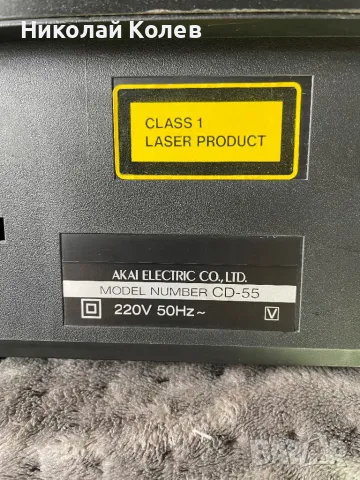 Николай Колев
CLASS 1
LASER PRODUCT
AKAI ELECTRIC CO., LTD.
MODEL NUMBER CD-55
220V 50Hz~ V